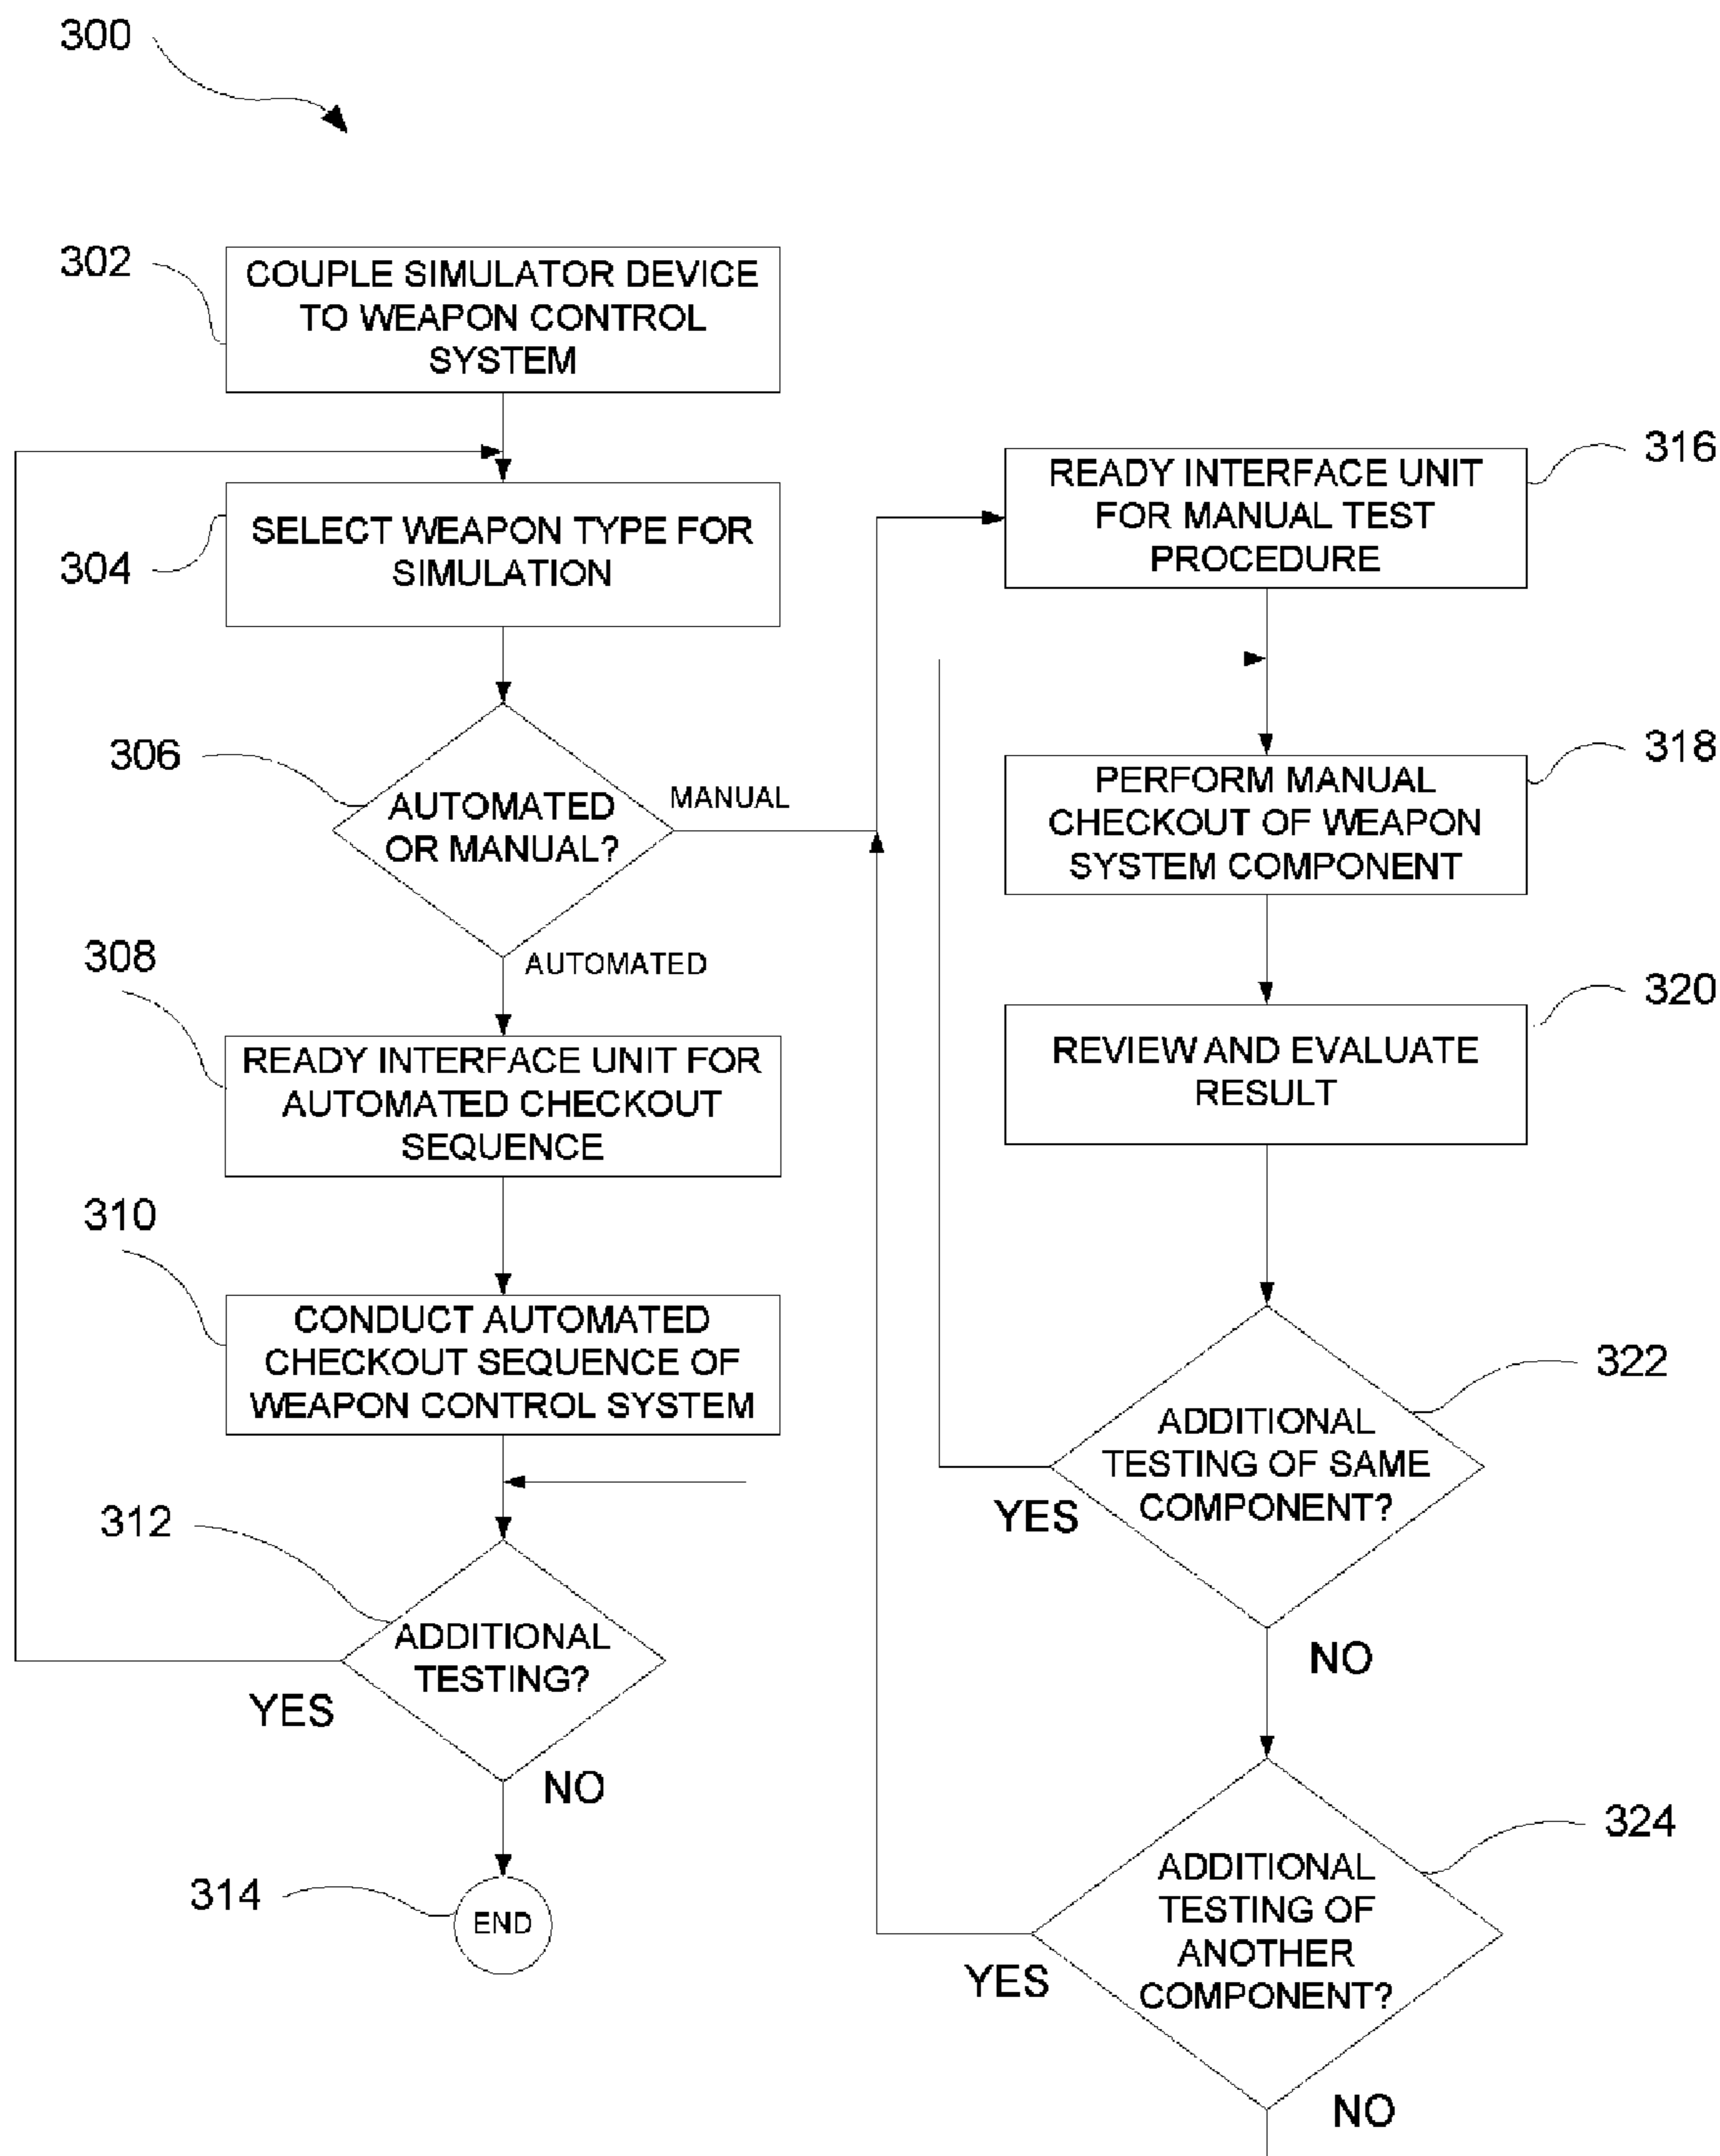 300
302
COUPLE SIMULATOR DEVICE
TO WEAPON CONTROL
SYSTEM
304
SELECT WEAPON TYPE FOR
SIMULATION
306
AUTOMATED
OR MANUAL?
MANUAL
AUTOMATED
308
READY INTERFACE UNIT FOR
AUTOMATED CHECKOUT
SEQUENCE
310
CONDUCT AUTOMATED
CHECKOUT SEQUENCE OF
WEAPON CONTROL SYSTEM
312
ADDITIONAL
TESTING?
YES
NO
314
END
316
READY INTERFACE UNIT
FOR MANUAL TEST
PROCEDURE
318
PERFORM MANUAL
CHECKOUT OF WEAPON
SYSTEM COMPONENT
320
REVIEW AND EVALUATE
RESULT
322
ADDITIONAL
TESTING OF SAME
COMPONENT?
YES
NO
324
ADDITIONAL
TESTING OF
ANOTHER
COMPONENT?
YES
NO